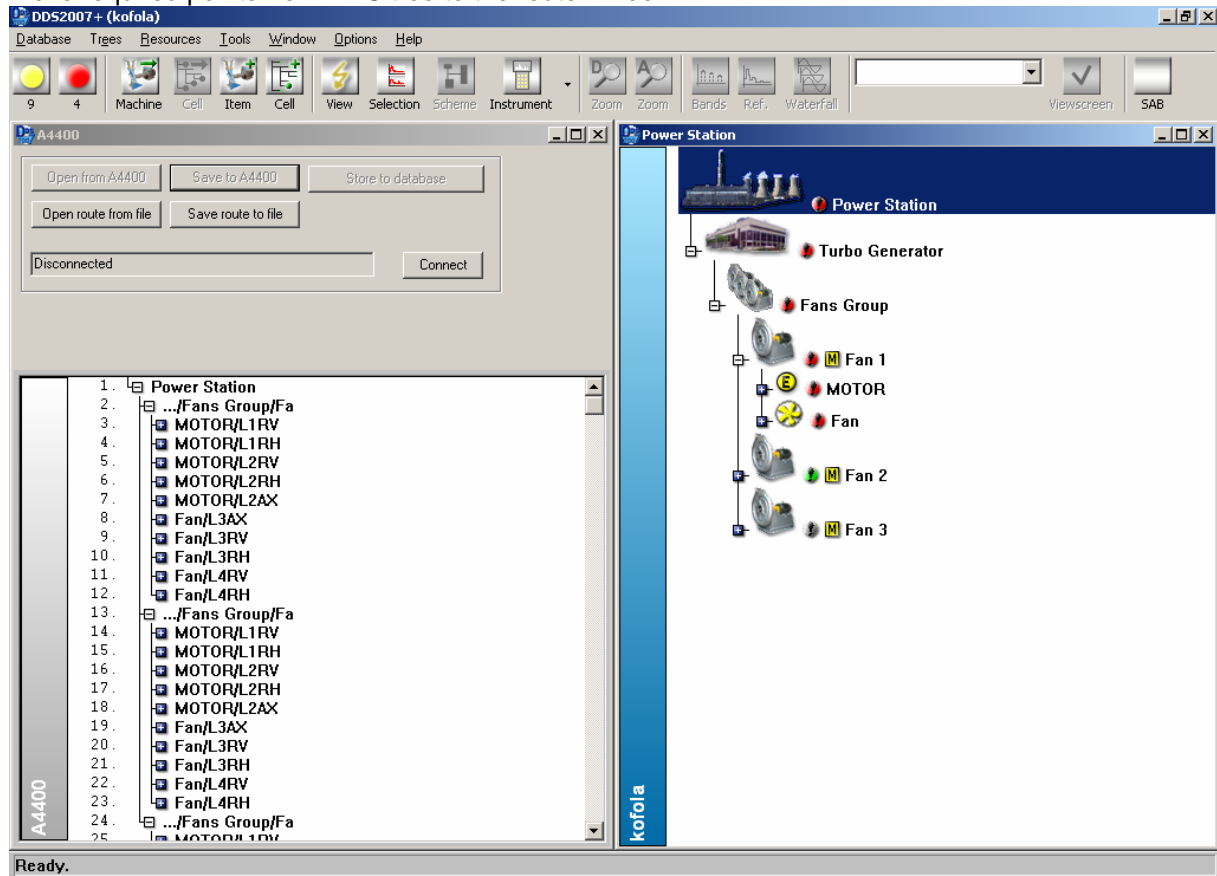 DDS2007+ (kofola)
Database Trees Resources Tools Window Options Help
9 4 Machine Cell Item Cell View Selection Scheme Instrument Zoom Zoom Bands Ref. Waterfall Viewscreen SAB
A4400
Open from A4400 Save to A4400 Store to database
Open route from file Save route to file
Disconnected Connect
1. Power Station
2. .../Fans Group/Fa
3. MOTOR/L1RV
4. MOTOR/L1RH
5. MOTOR/L2RV
6. MOTOR/L2RH
7. MOTOR/L2AX
8. Fan/L3AX
9. Fan/L3RV
10. Fan/L3RH
11. Fan/L4RV
12. Fan/L4RH
13. .../Fans Group/Fa
14. MOTOR/L1RV
15. MOTOR/L1RH
16. MOTOR/L2RV
17. MOTOR/L2RH
18. MOTOR/L2AX
19. Fan/L3AX
20. Fan/L3RV
21. Fan/L3RH
22. Fan/L4RV
23. Fan/L4RH
24. .../Fans Group/Fa
25. MOTOR/L1RV
A4400
Power Station
Power Station
Turbo Generator
Fans Group
M Fan 1
E MOTOR
Fan
M Fan 2
M Fan 3
kofola
Ready.